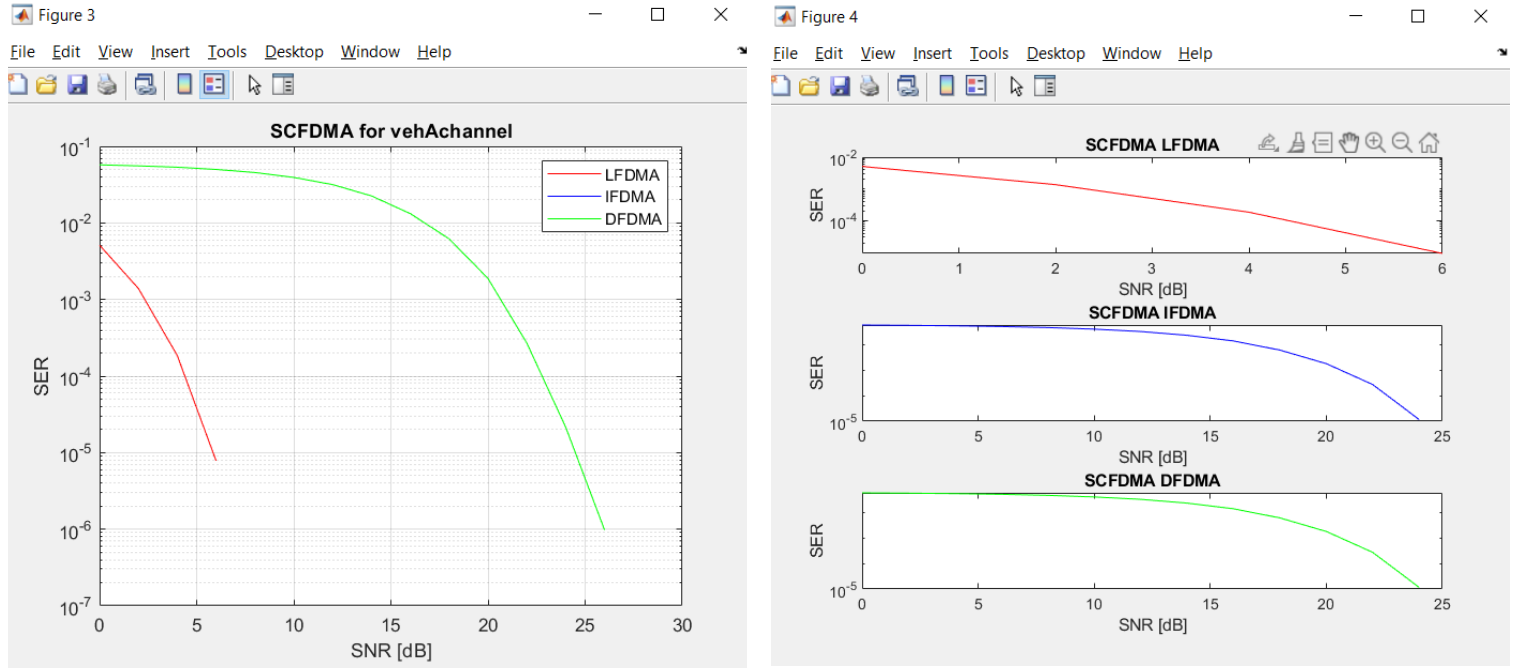 Figure 3
File Edit View Insert Tools Desktop Window Help
SCFDMA for vehAchannel
10^-1
10^-2
10^-3
10^-4
10^-5
10^-6
10^-7
SER
LFDMA
IFDMA
DFDMA
0 5 10 15 20 25 30
SNR [dB]
Figure 4
File Edit View Insert Tools Desktop Window Help
SCFDMA LFDMA
10^-2
10^-4
SER
0 1 2 3 4 5 6
SNR [dB]
SCFDMA IFDMA
SER
10^-5
0 5 10 15 20 25
SNR [dB]
SCFDMA DFDMA
SER
10^-5
0 5 10 15 20 25
SNR [dB]